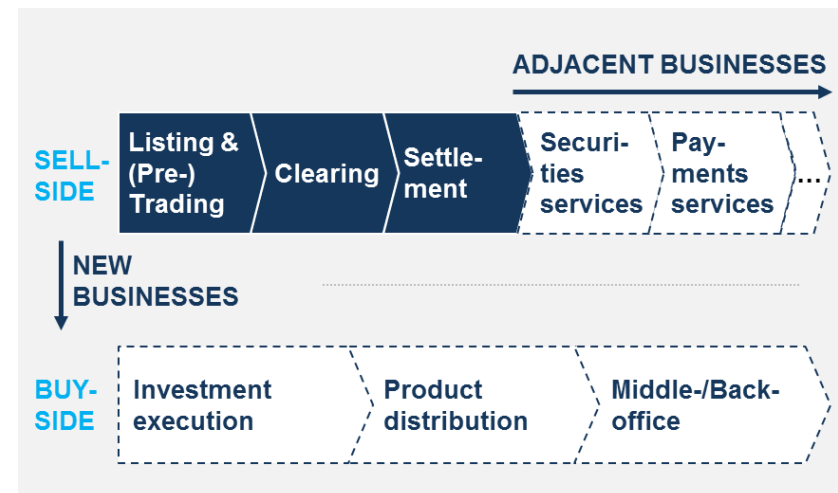 ADJACENT BUSINESSES
SELL-
SIDE
Listing &
(Pre-)
Trading
Clearing
Settle-
ment
Securi-
ties
services
Pay-
ments
services
...
NEW
BUSINESSES
BUY-
SIDE
Investment
execution
Product
distribution
Middle-/Back-
office